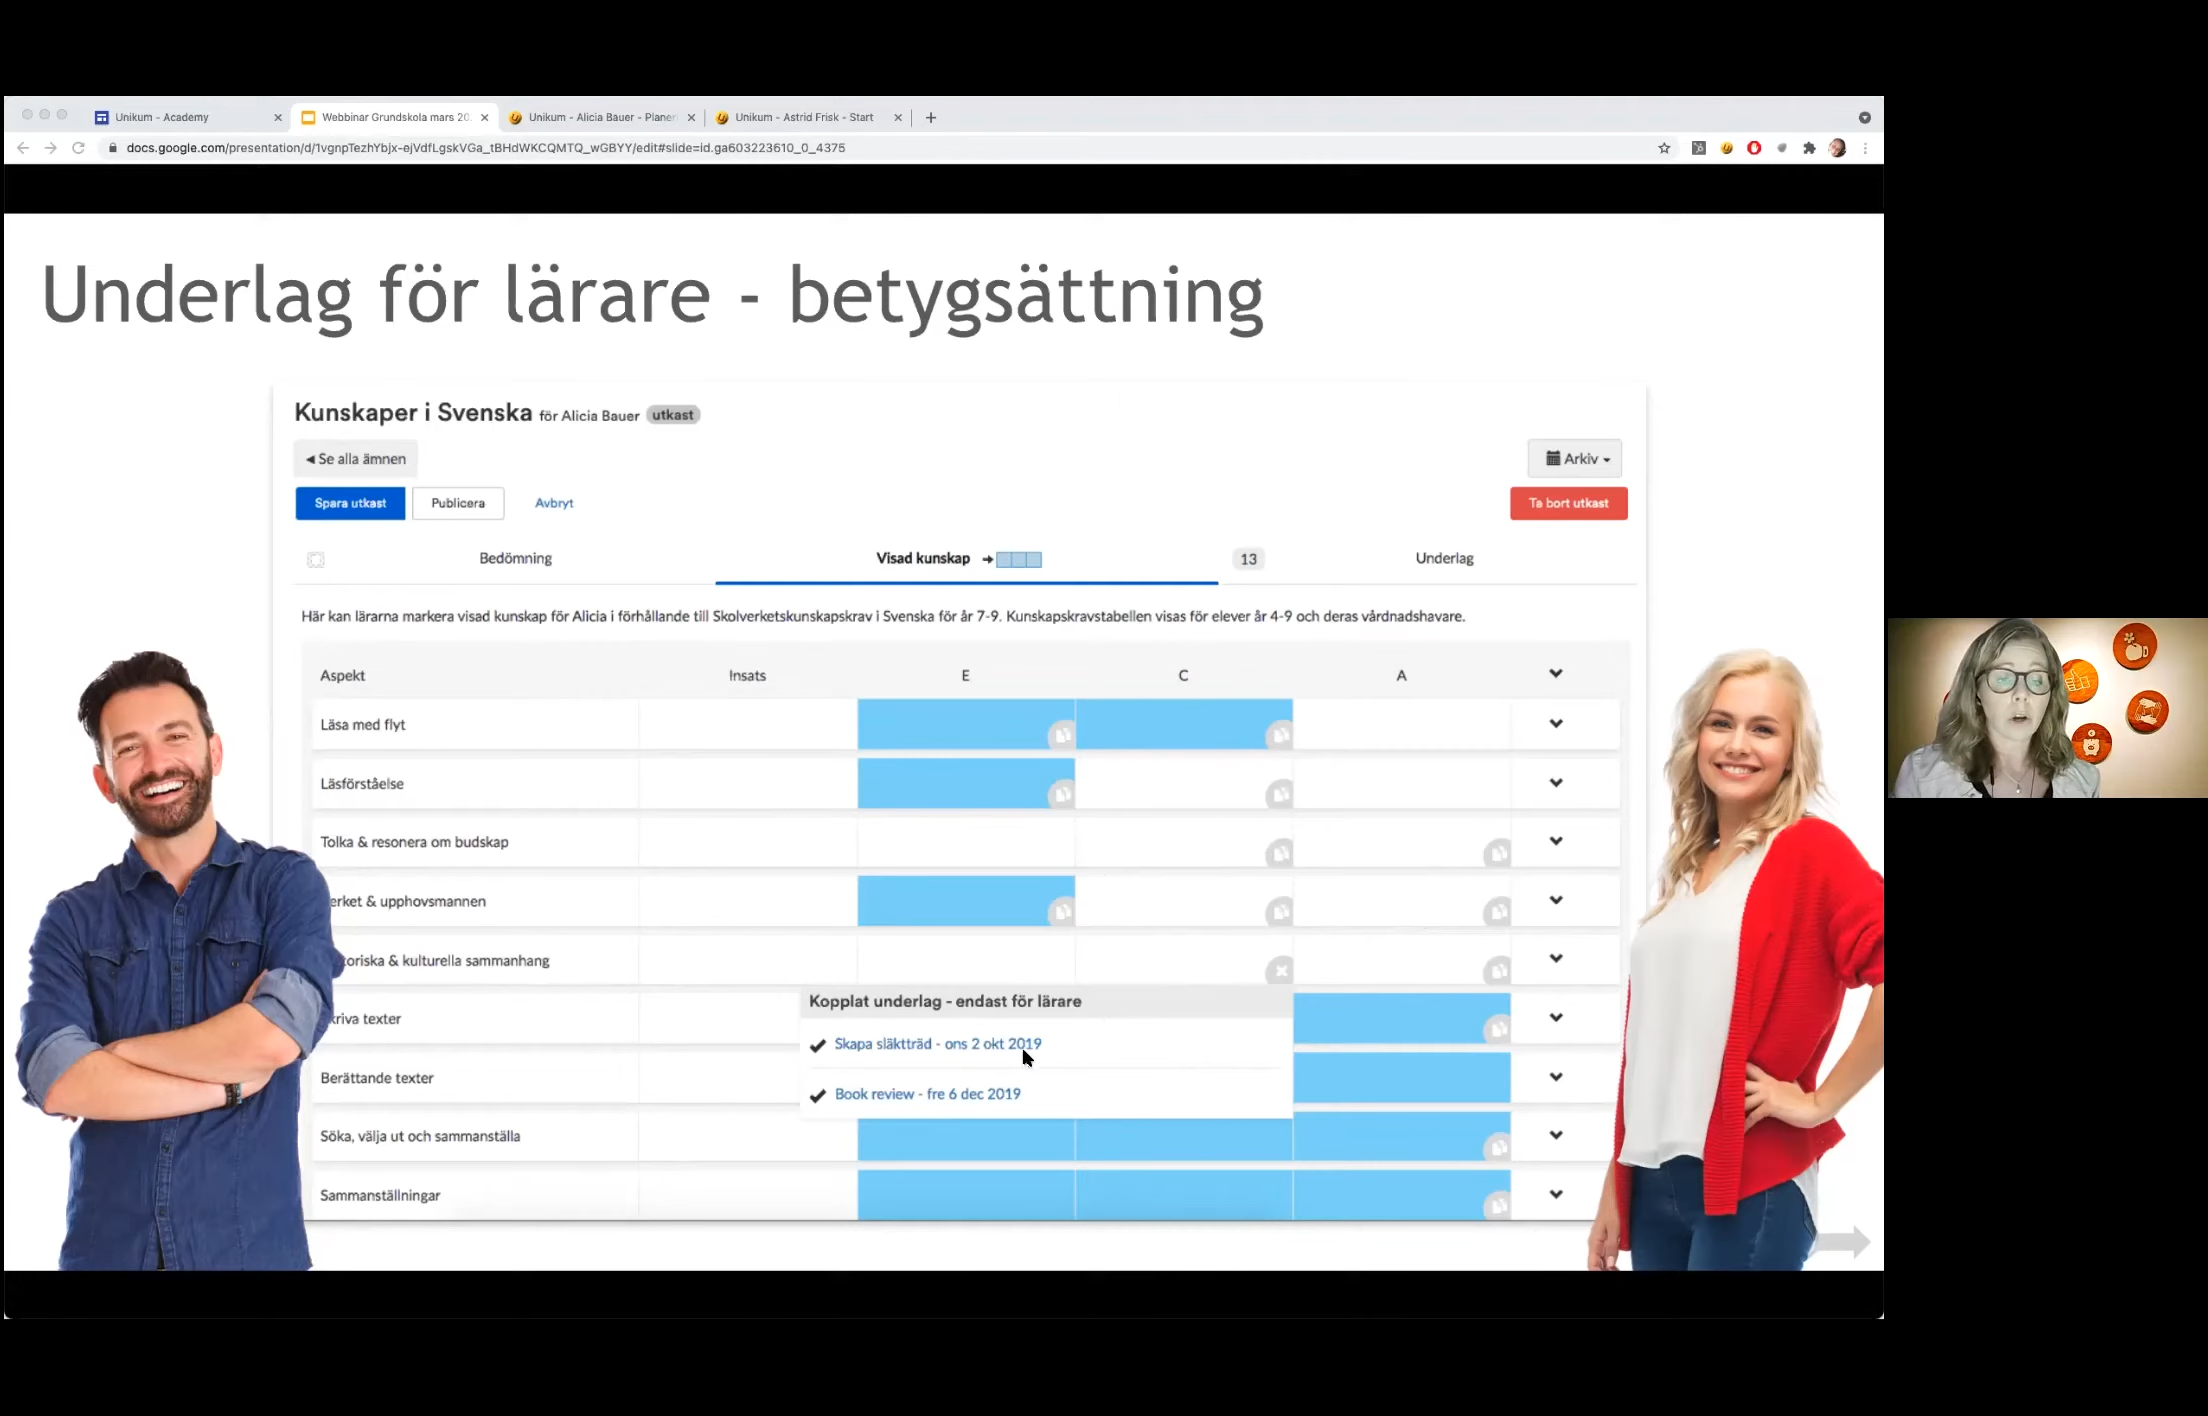 Unikum - Academy
Webbinar Grundskola mars 20
Unikum - Alicia Bauer - Planer
Unikum - Astrid Frisk - Start
docs.google.com/presentation/d/1vgnpTezhYbjx-ejVdfLgskVGa_tBHdWKCQMTQ_wGBYY/edit#slide=id.ga603223610_0_4375
Underlag för lärare - betygsättning
Kunskaper i Svenska för Alicia Bauer utkast
Se alla ämnen
Arkiv
Spara utkast Publicera Avbryt Ta bort utkast
Bedömning Visad kunskap 13 Underlag
Här kan lärarna markera visad kunskap för Alicia i förhållande till Skolverketskunskapskrav i Svenska för år 7-9. Kunskapskravstabellen visas för elever år 4-9 och deras vårdnadshavare.
Aspekt Insats E C A
Läsa med flyt
Läsförståelse
Tolka & resonera om budskap
erket & upphovsmannen
oriska & kulturella sammanhang
Kopplat underlag - endast för lärare
riva texter
Skapa släktträd - ons 2 okt 2019
Berättande texter
Book review - fre 6 dec 2019
Söka, välja ut och sammanställa
Sammanställningar